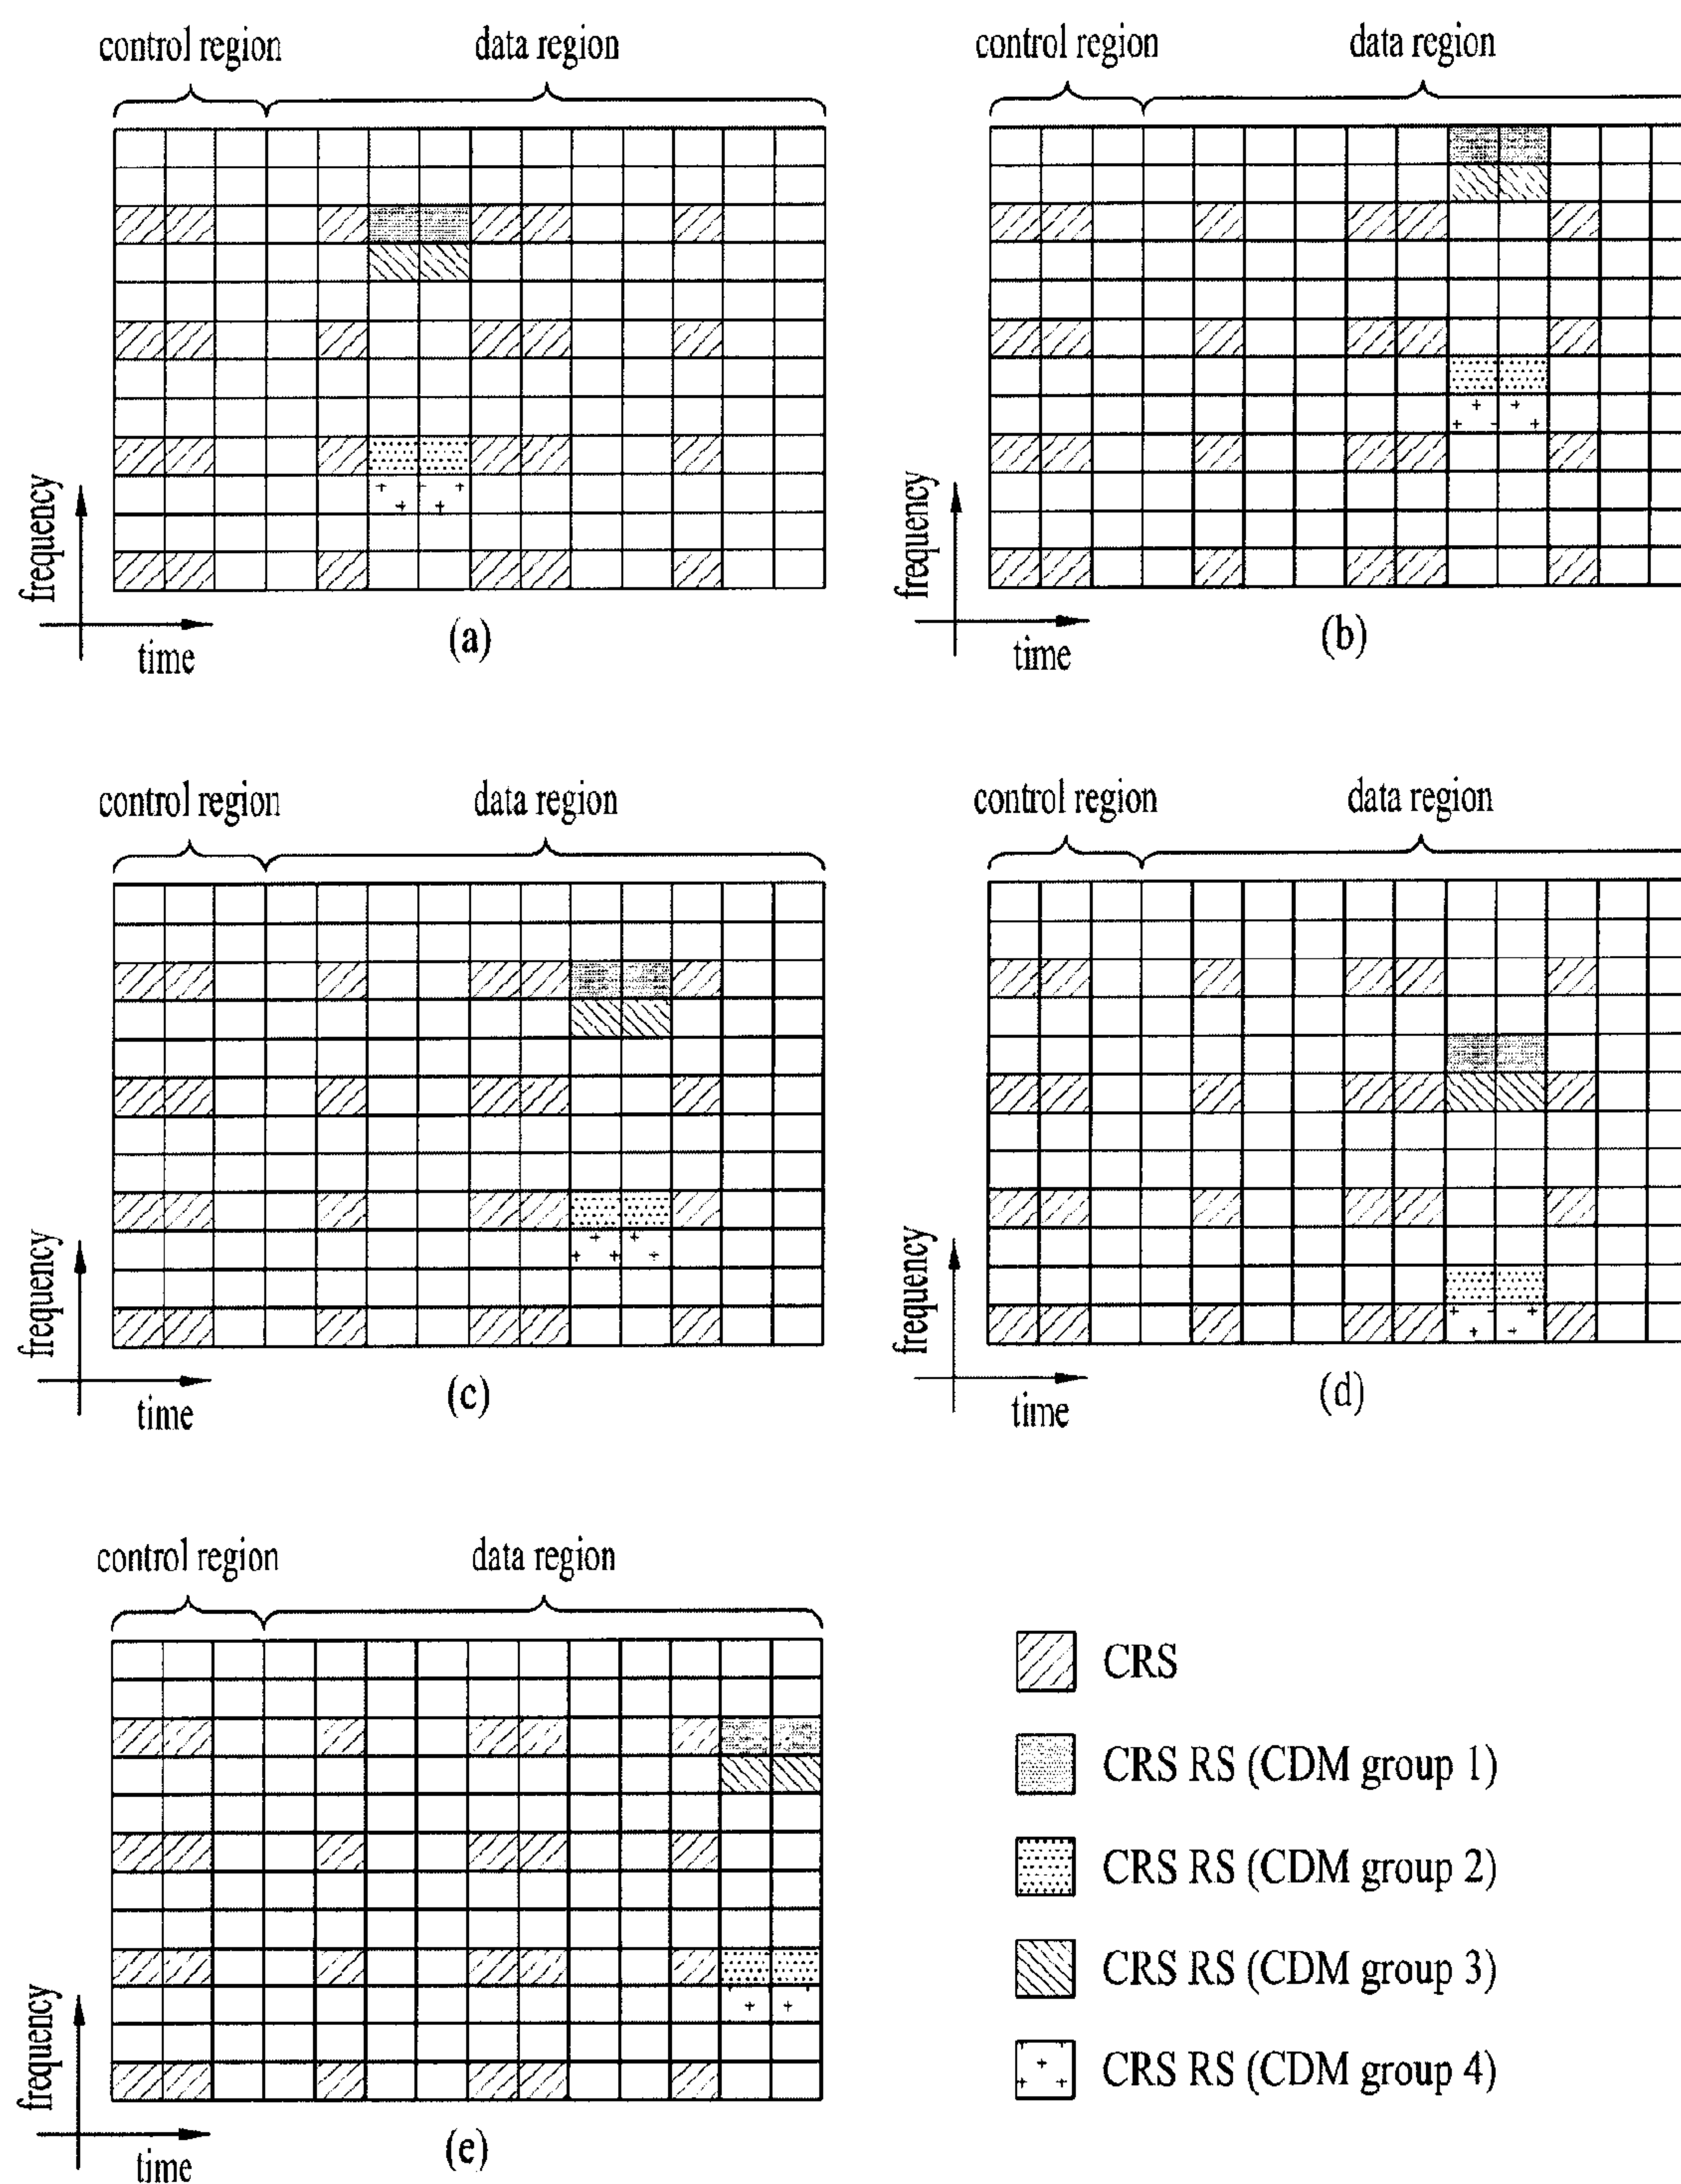 control region data region
control region data region
frequency
time
(a)
frequency
time
(b)
control region data region
control region data region
frequency
time
(c)
frequency
time
(d)
control region data region
frequency
time
(e)
CRS
CRS RS (CDM group 1)
CRS RS (CDM group 2)
CRS RS (CDM group 3)
CRS RS (CDM group 4)